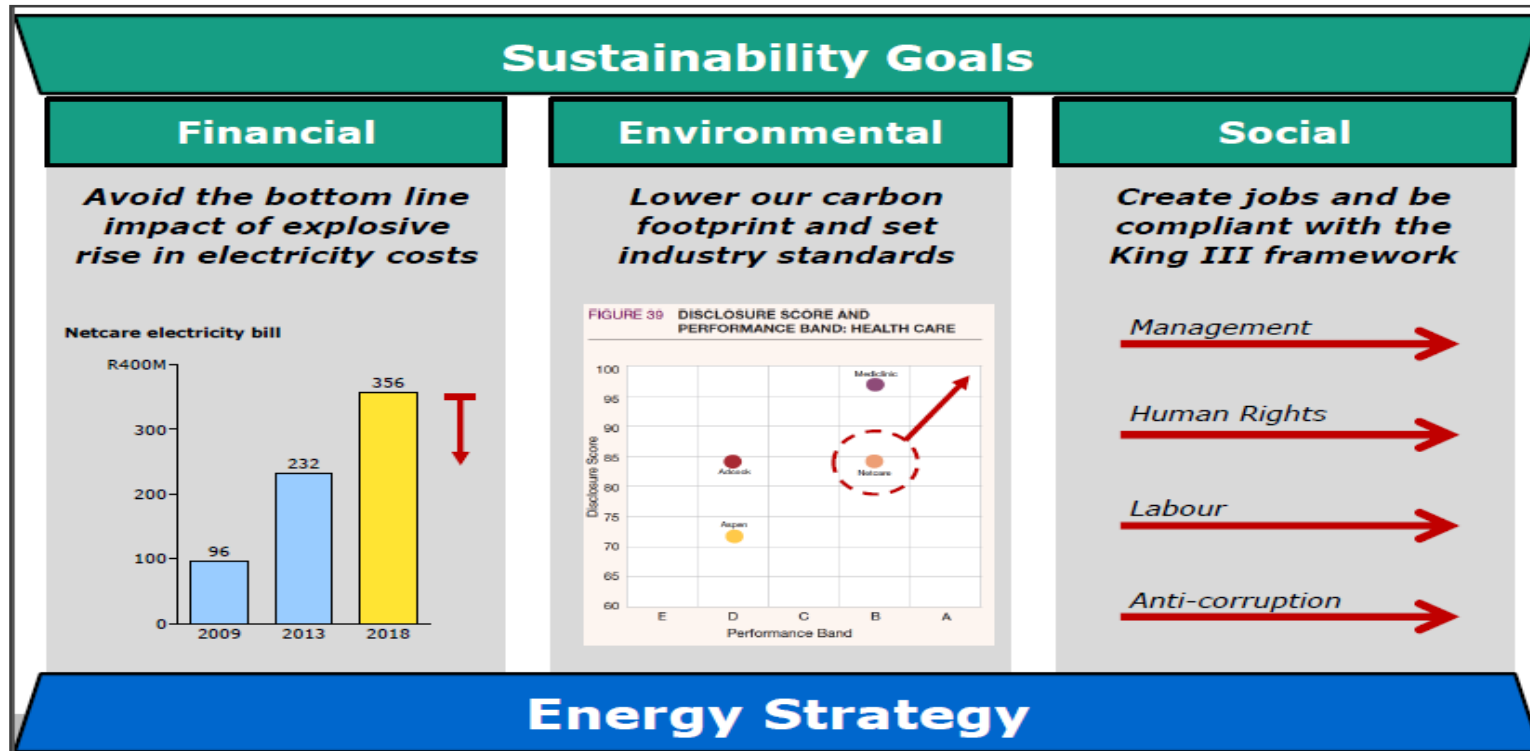 Sustainability Goals
Financial
Avoid the bottom line
impact of explosive
rise in electricity costs
Netcare electricity bill
R400M
300
200
100
0
96
232
356
2009
2013
2018
Environmental
Lower our carbon
footprint and set
industry standards
FIGURE 39 DISCLOSURE SCORE AND
PERFORMANCE BAND: HEALTH CARE
Disclosure Score
100
95
90
85
80
75
70
65
60
Mediclinic
Adcock
Netcare
Aspen
E
D
C
B
A
Performance Band
Social
Create jobs and be
compliant with the
King III framework
Management
Human Rights
Labour
Anti-corruption
Energy Strategy